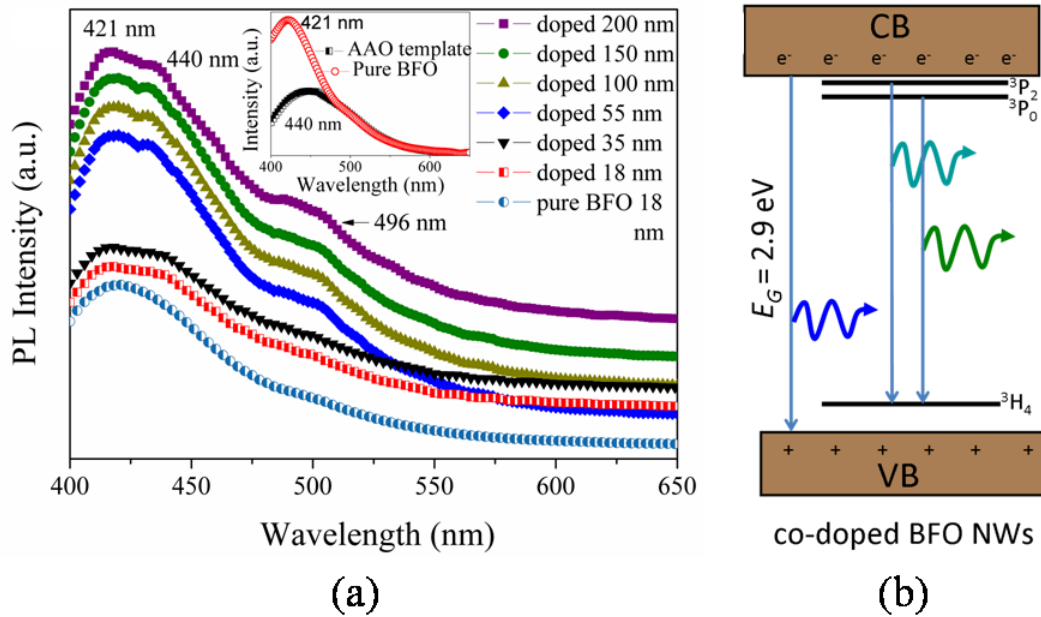 421 nm
440 nm
496 nm
doped 200 nm
doped 150 nm
doped 100 nm
doped 55 nm
doped 35 nm
doped 18 nm
pure BFO 18
nm
421 nm
AAO template
Pure BFO
440 nm
Intensity (a.u.)
400 500 600
Wavelength (nm)
PL Intensity (a.u.)
400 450 500 550 600 650
Wavelength (nm)
(a)
CB
e⁻ e⁻ e⁻ e⁻ e⁻ e⁻
³P₂
³P₀
E_G = 2.9 eV
³H₄
+ + + + + +
VB
co-doped BFO NWs
(b)